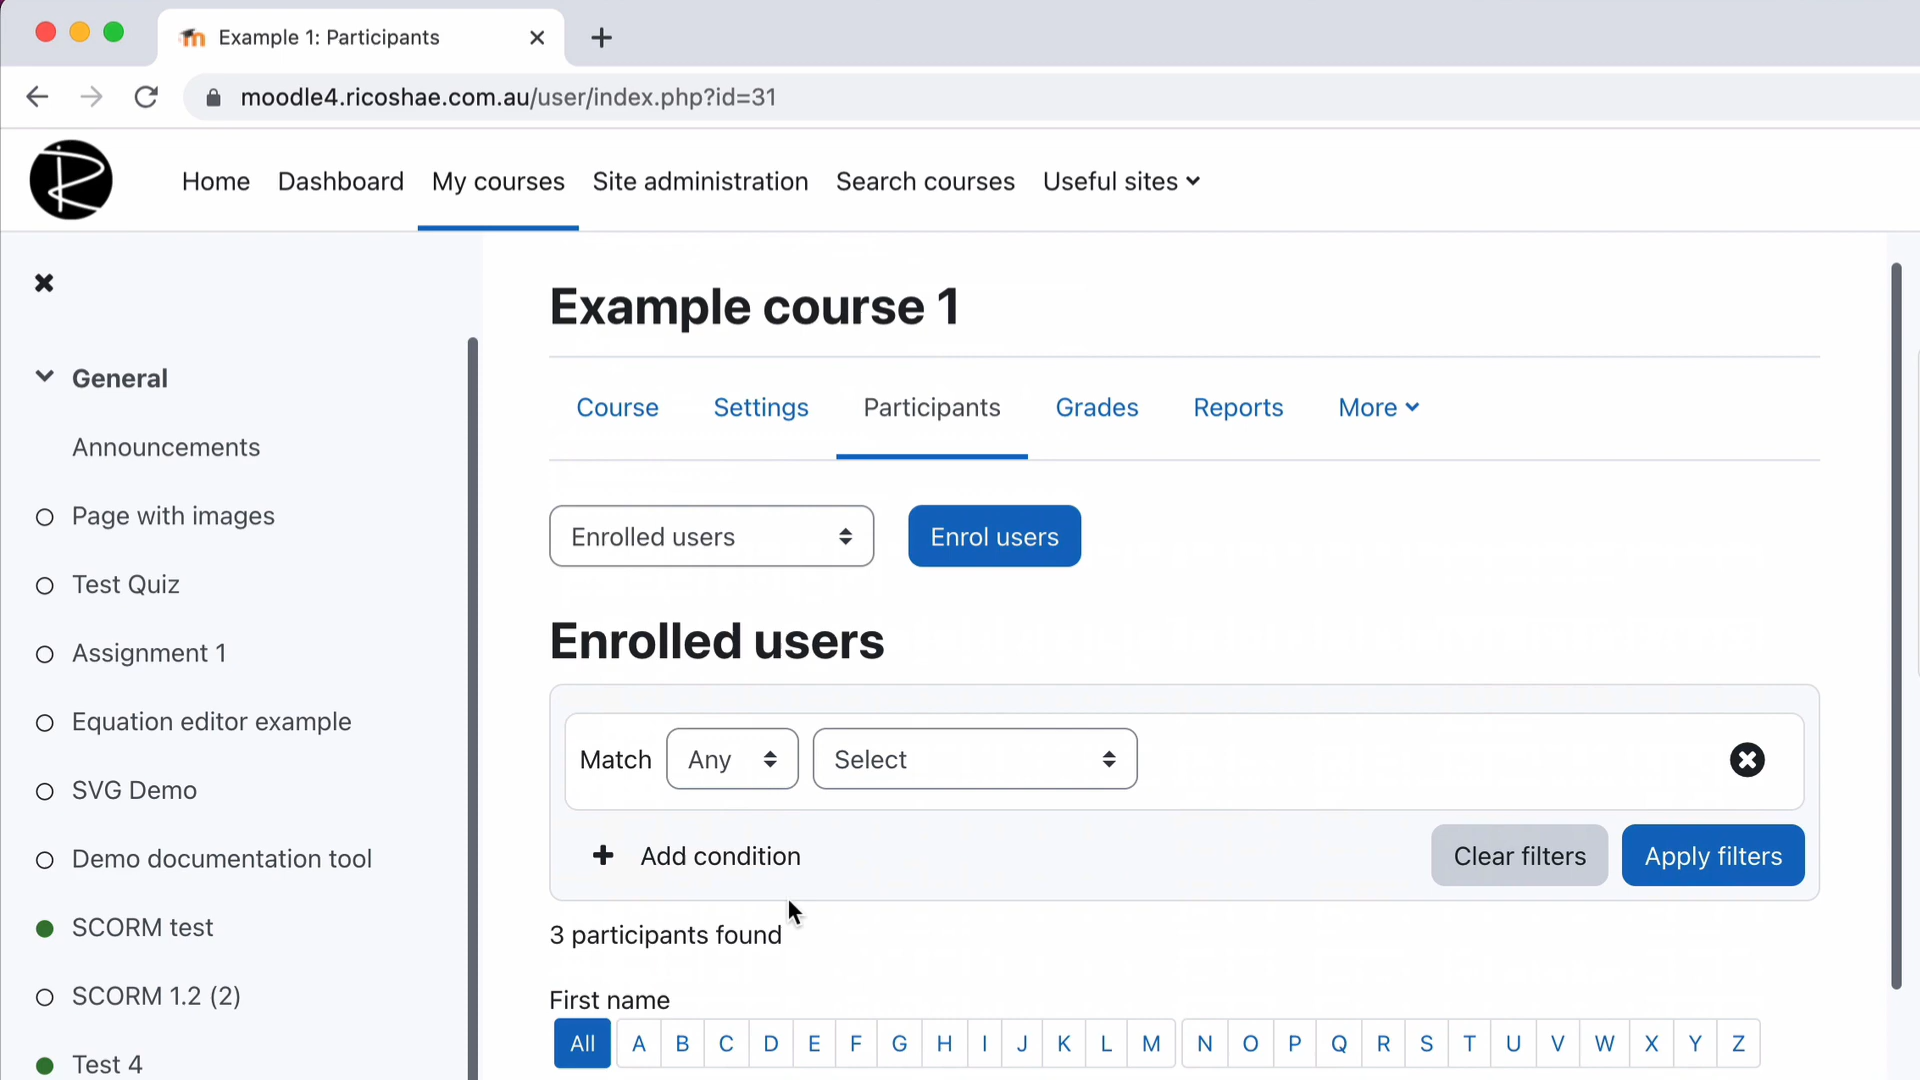 Example 1: Participants
moodle4.ricoshae.com.au/user/index.php?id=31
Home Dashboard My courses Site administration Search courses Useful sites
General
Announcements
Page with images
Test Quiz
Assignment 1
Equation editor example
SVG Demo
Demo documentation tool
SCORM test
SCORM 1.2 (2)
Test 4
Example course 1
Course Settings Participants Grades Reports More
Enrolled users Enrol users
Enrolled users
Match Any Select
Add condition Clear filters Apply filters
3 participants found
First name
All A B C D E F G H I J K L M N O P Q R S T U V W X Y Z